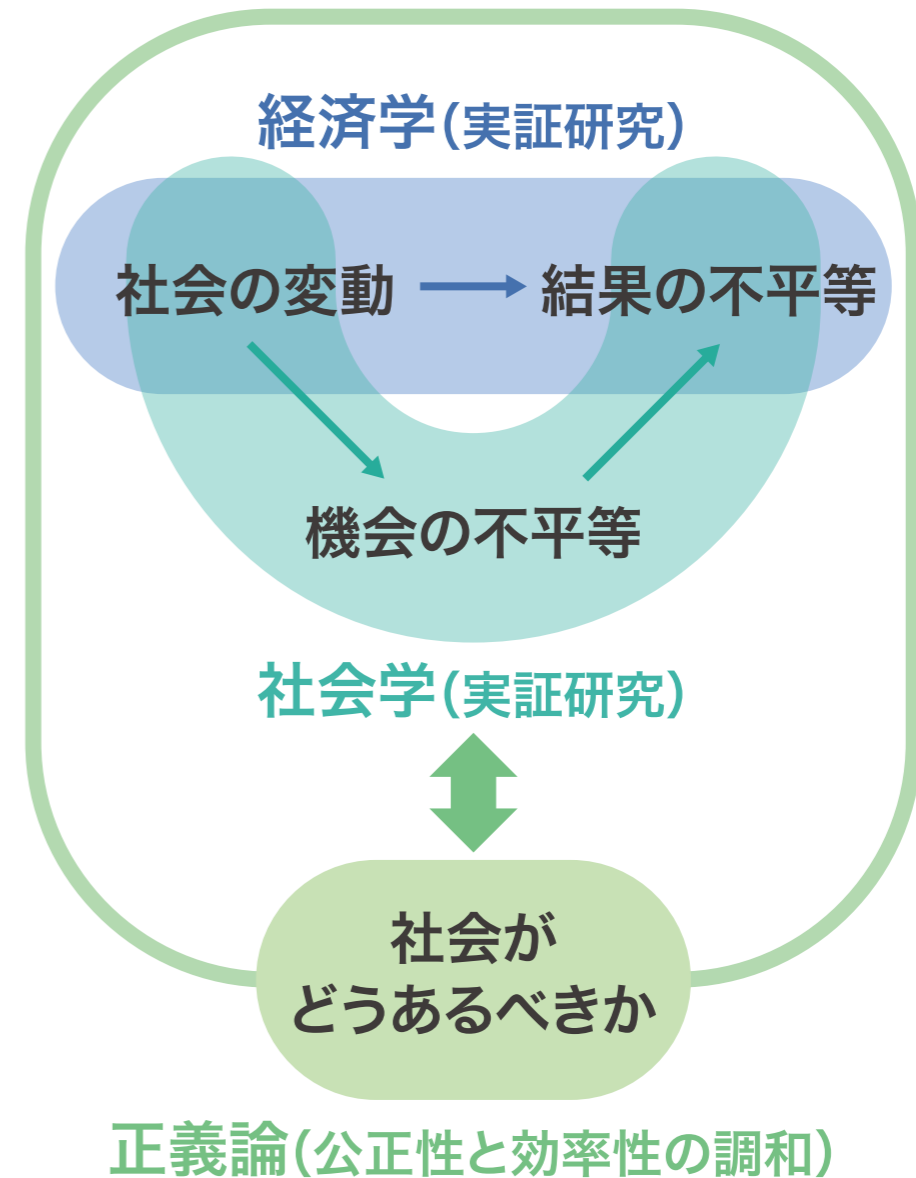 経済学(実証研究)
社会の変動
結果の不平等
機会の不平等
社会学(実証研究)
社会が
どうあるべきか
正義論(公正性と効率性の調和)